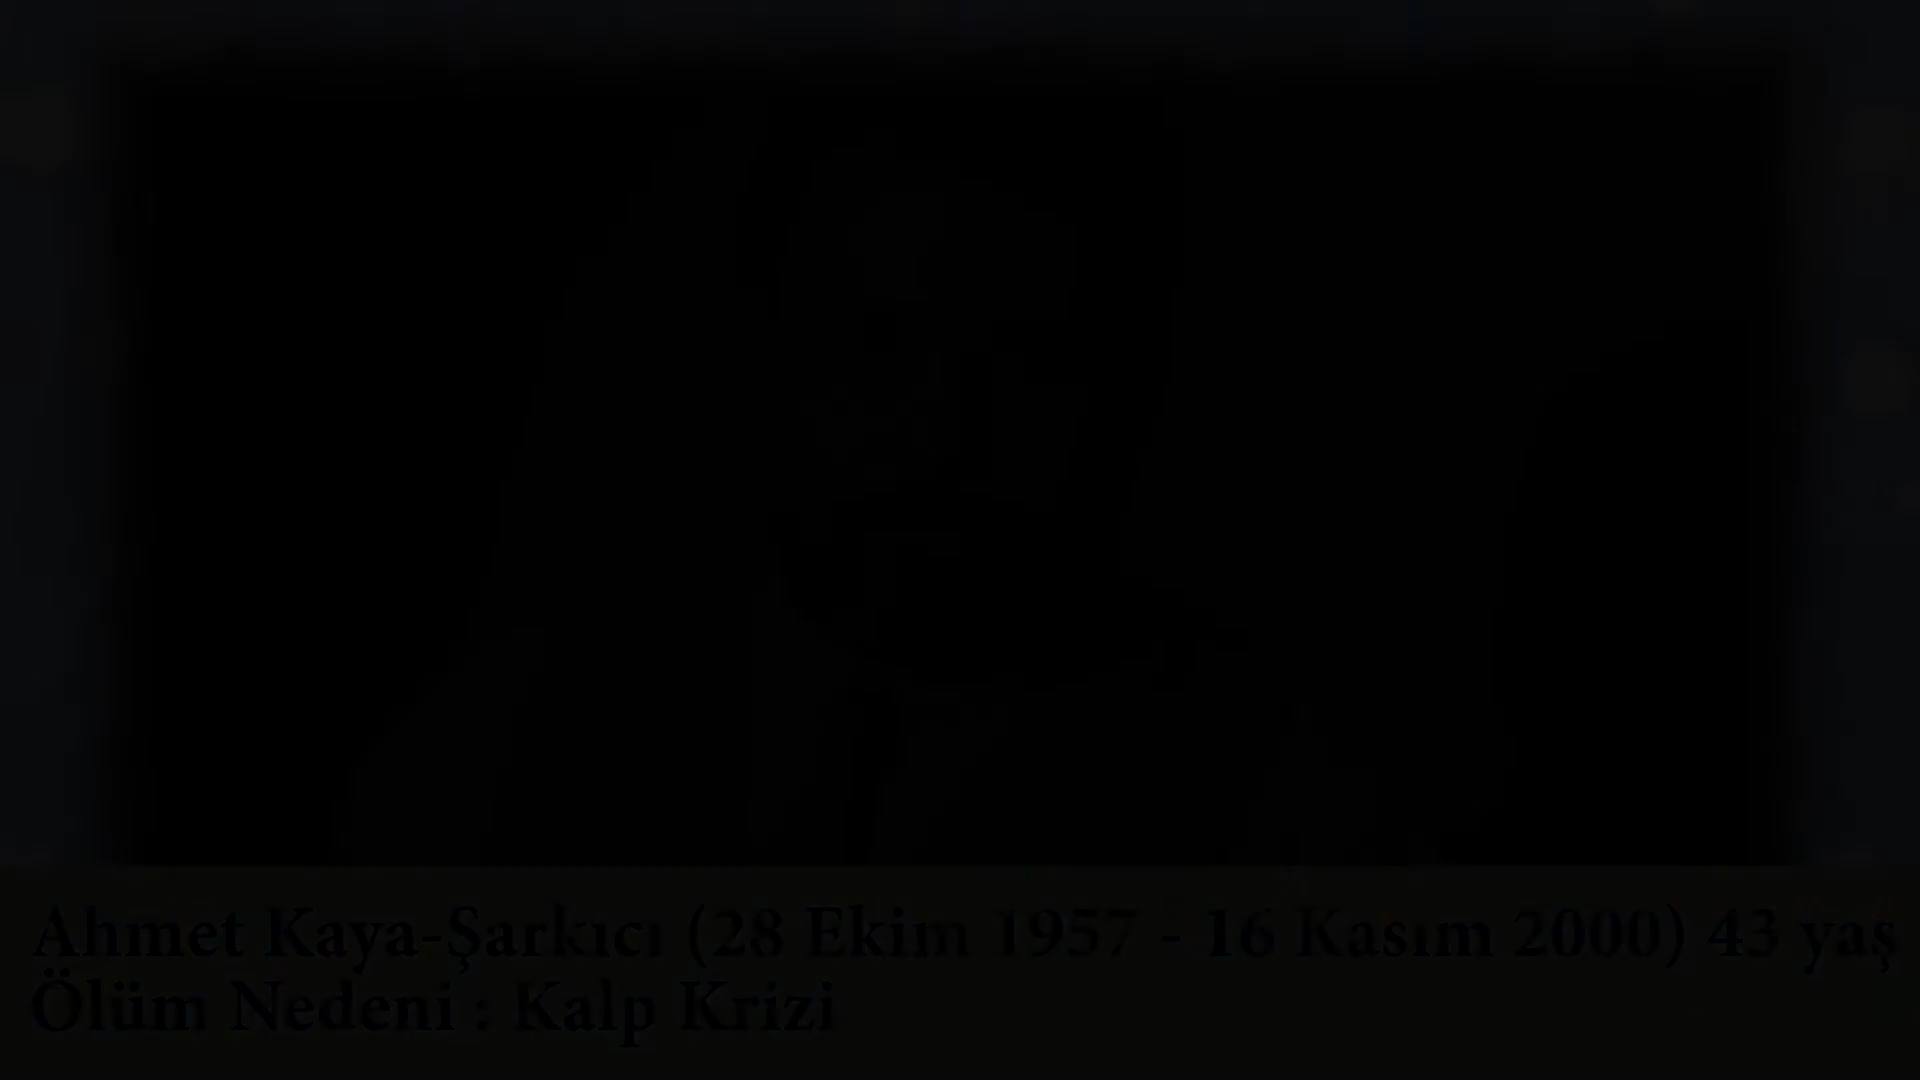 Ahmet Kaya-Şarkıcı (28 Ekim 1957 - 16 Kasım 2000) 43 yaş
Ölüm Nedeni : Kalp Krizi